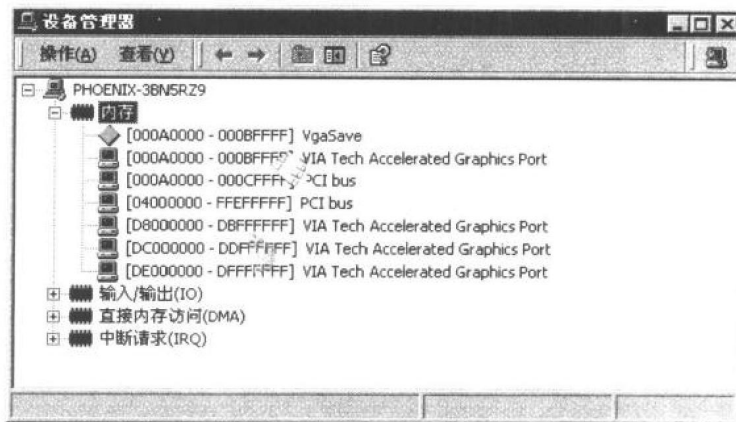 设备管理器
操作(A) 查看(V)
PHOENIX-3BN5RZ9
内存
[000A0000 - 000BFFFF] VgaSave
[000A0000 - 000BFFFF] VIA Tech Accelerated Graphics Port
[000A0000 - 000CFFFF] PCI bus
[04000000 - FFEFFFFF] PCI bus
[D8000000 - DBFFFFFF] VIA Tech Accelerated Graphics Port
[DC000000 - DDFFFFFF] VIA Tech Accelerated Graphics Port
[DE000000 - DFFFFFFF] VIA Tech Accelerated Graphics Port
输入/输出(IO)
直接内存访问(DMA)
中断请求(IRQ)